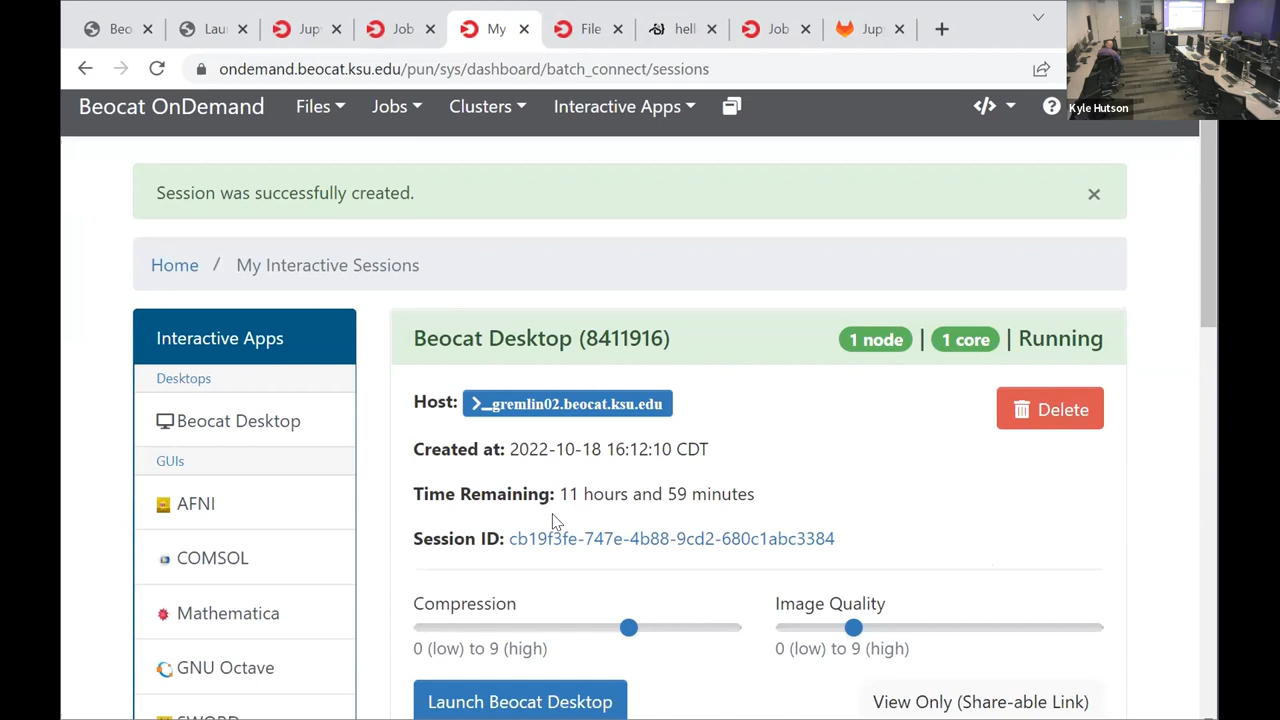 Beo
Lau
Jup
Job
My
File
hell
Job
Jup
ondemand.beocat.ksu.edu/pun/sys/dashboard/batch_connect/sessions
Kyle Hutson
Beocat OnDemand
Files
Jobs
Clusters
Interactive Apps
Session was successfully created.
Home / My Interactive Sessions
Interactive Apps
Desktops
Beocat Desktop
GUIs
AFNI
COMSOL
Mathematica
GNU Octave
SWORD
Beocat Desktop (8411916)
1 node | 1 core | Running
Host: >_gremlin02.beocat.ksu.edu
Delete
Created at: 2022-10-18 16:12:10 CDT
Time Remaining: 11 hours and 59 minutes
Session ID: cb19f3fe-747e-4b88-9cd2-680c1abc3384
Compression
0 (low) to 9 (high)
Image Quality
0 (low) to 9 (high)
Launch Beocat Desktop
View Only (Share-able Link)